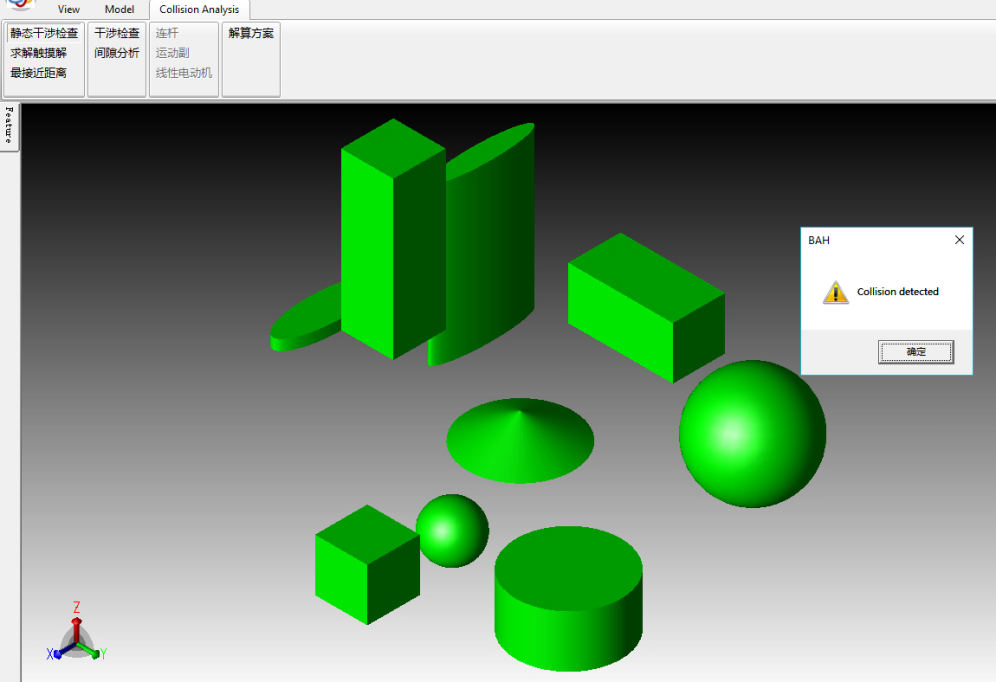 View Model Collision Analysis
静态干涉检查
求解触摸解
最接近距离
干涉检查
间隙分析
连杆
运动副
线性电动机
解算方案
Feature
BAH
Collision detected
确定
Z
X
Y